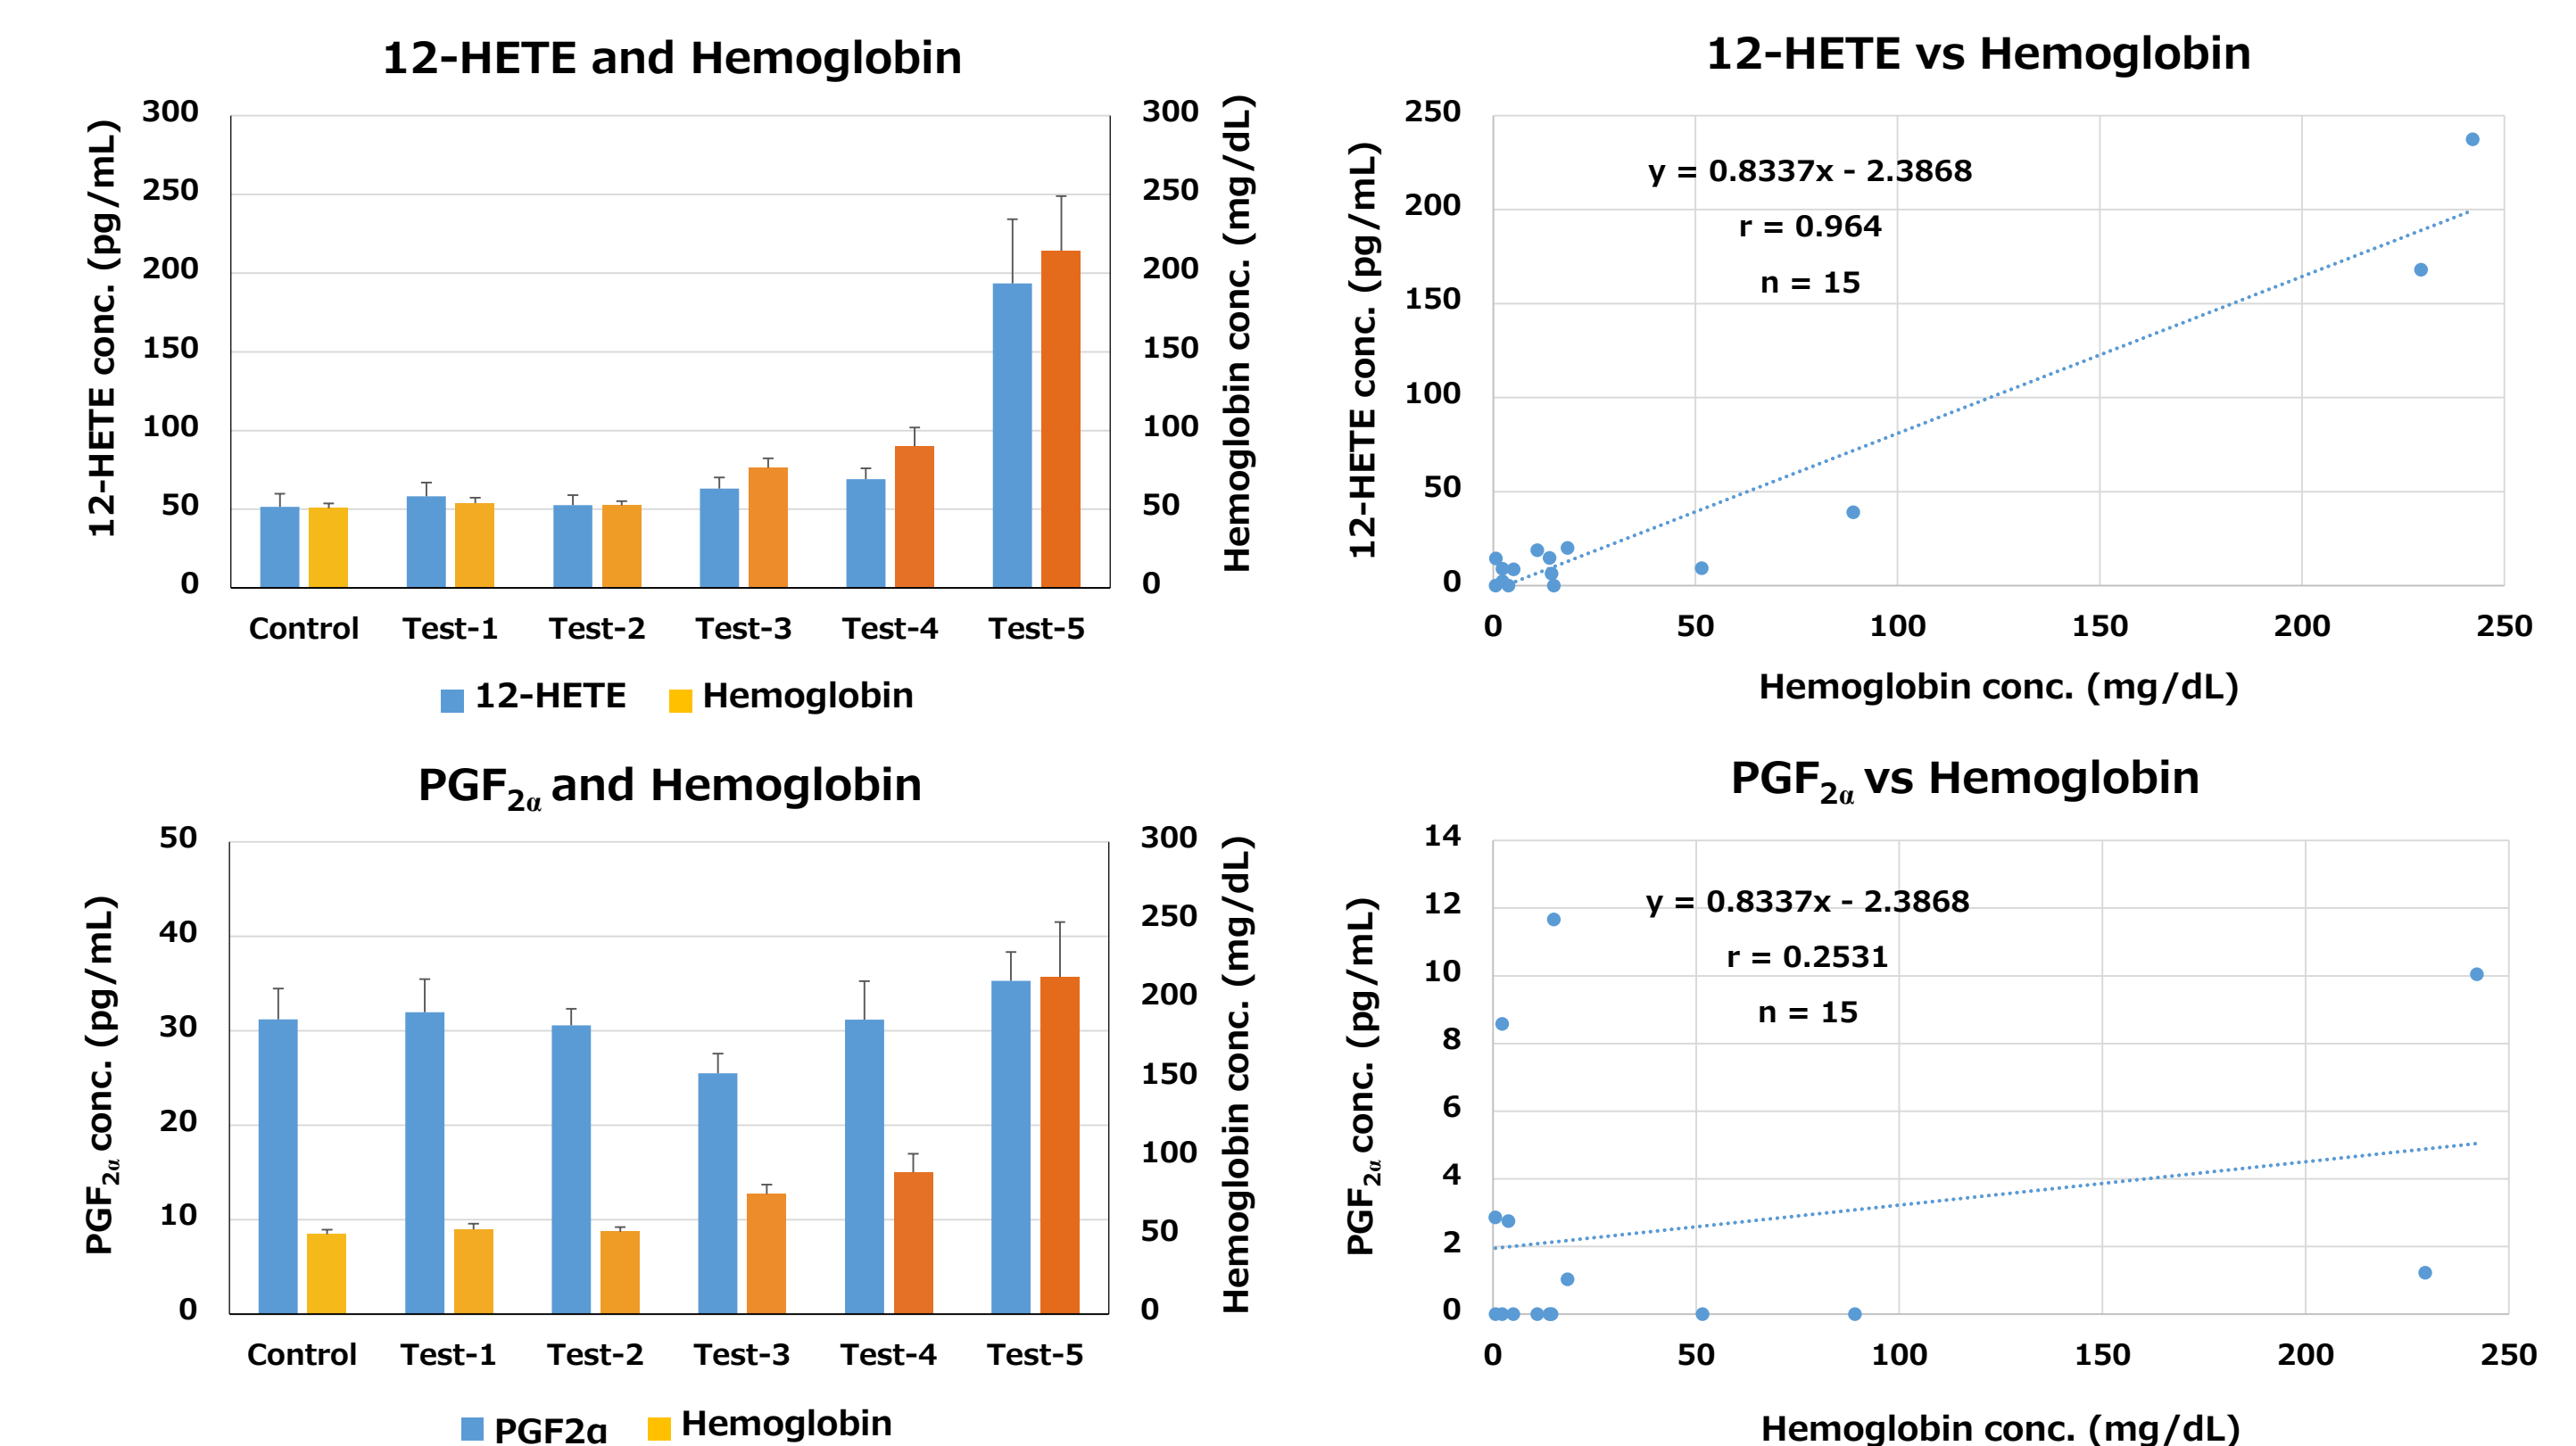 12-HETE and Hemoglobin
300
250
200
150
100
50
0
12-HETE conc. (pg/mL)
300
250
200
150
100
50
0
Hemoglobin conc. (mg/dL)
Control Test-1 Test-2 Test-3 Test-4 Test-5
12-HETE Hemoglobin
12-HETE vs Hemoglobin
250
200
150
100
50
0
12-HETE conc. (pg/mL)
y = 0.8337x - 2.3868
r = 0.964
n = 15
0 50 100 150 200 250
Hemoglobin conc. (mg/dL)
PGF2α and Hemoglobin
50
40
30
20
10
0
PGF2α conc. (pg/mL)
300
250
200
150
100
50
0
Hemoglobin conc. (mg/dL)
Control Test-1 Test-2 Test-3 Test-4 Test-5
PGF2α Hemoglobin
PGF2α vs Hemoglobin
14
12
10
8
6
4
2
0
PGF2α conc. (pg/mL)
y = 0.8337x - 2.3868
r = 0.2531
n = 15
0 50 100 150 200 250
Hemoglobin conc. (mg/dL)